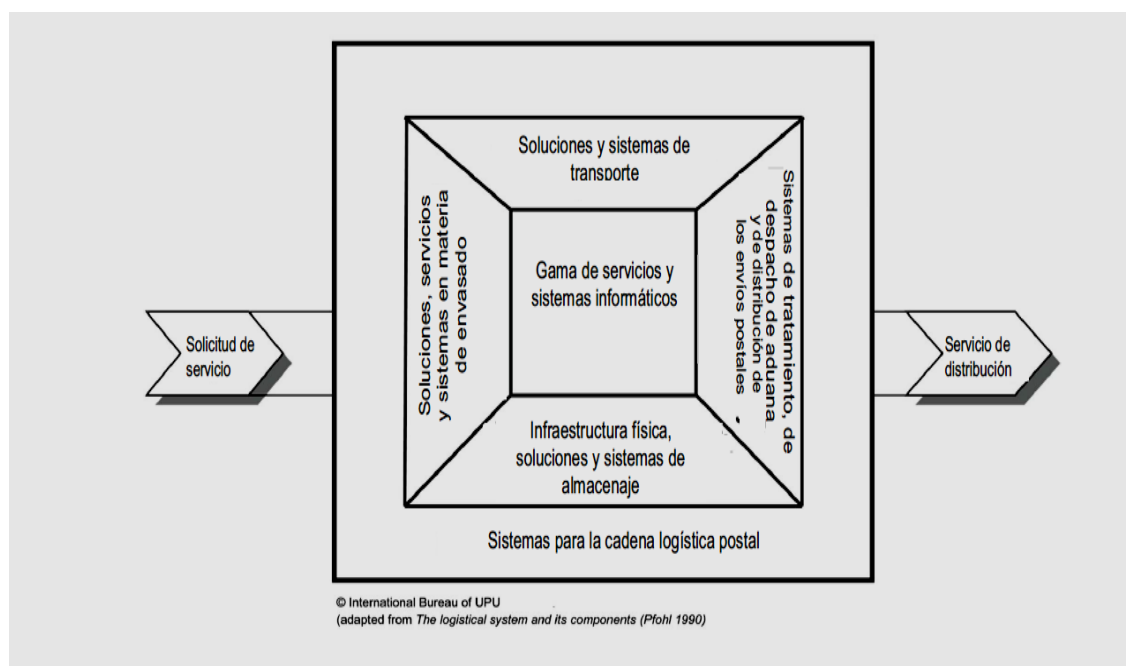 Soluciones y sistemas de
transporte
Soluciones, servicios
y sistemas en materia
de envasado
Gama de servicios y
sistemas informáticos
Sistemas de tratamiento, de
despacho de aduana
y de distribución de
los envíos postales
Solicitud de
servicio
Servicio de
distribución
Infraestructura física,
soluciones y sistemas de
almacenaje
Sistemas para la cadena logística postal
© International Bureau of UPU
(adapted from The logistical system and its components (Pfohl 1990)